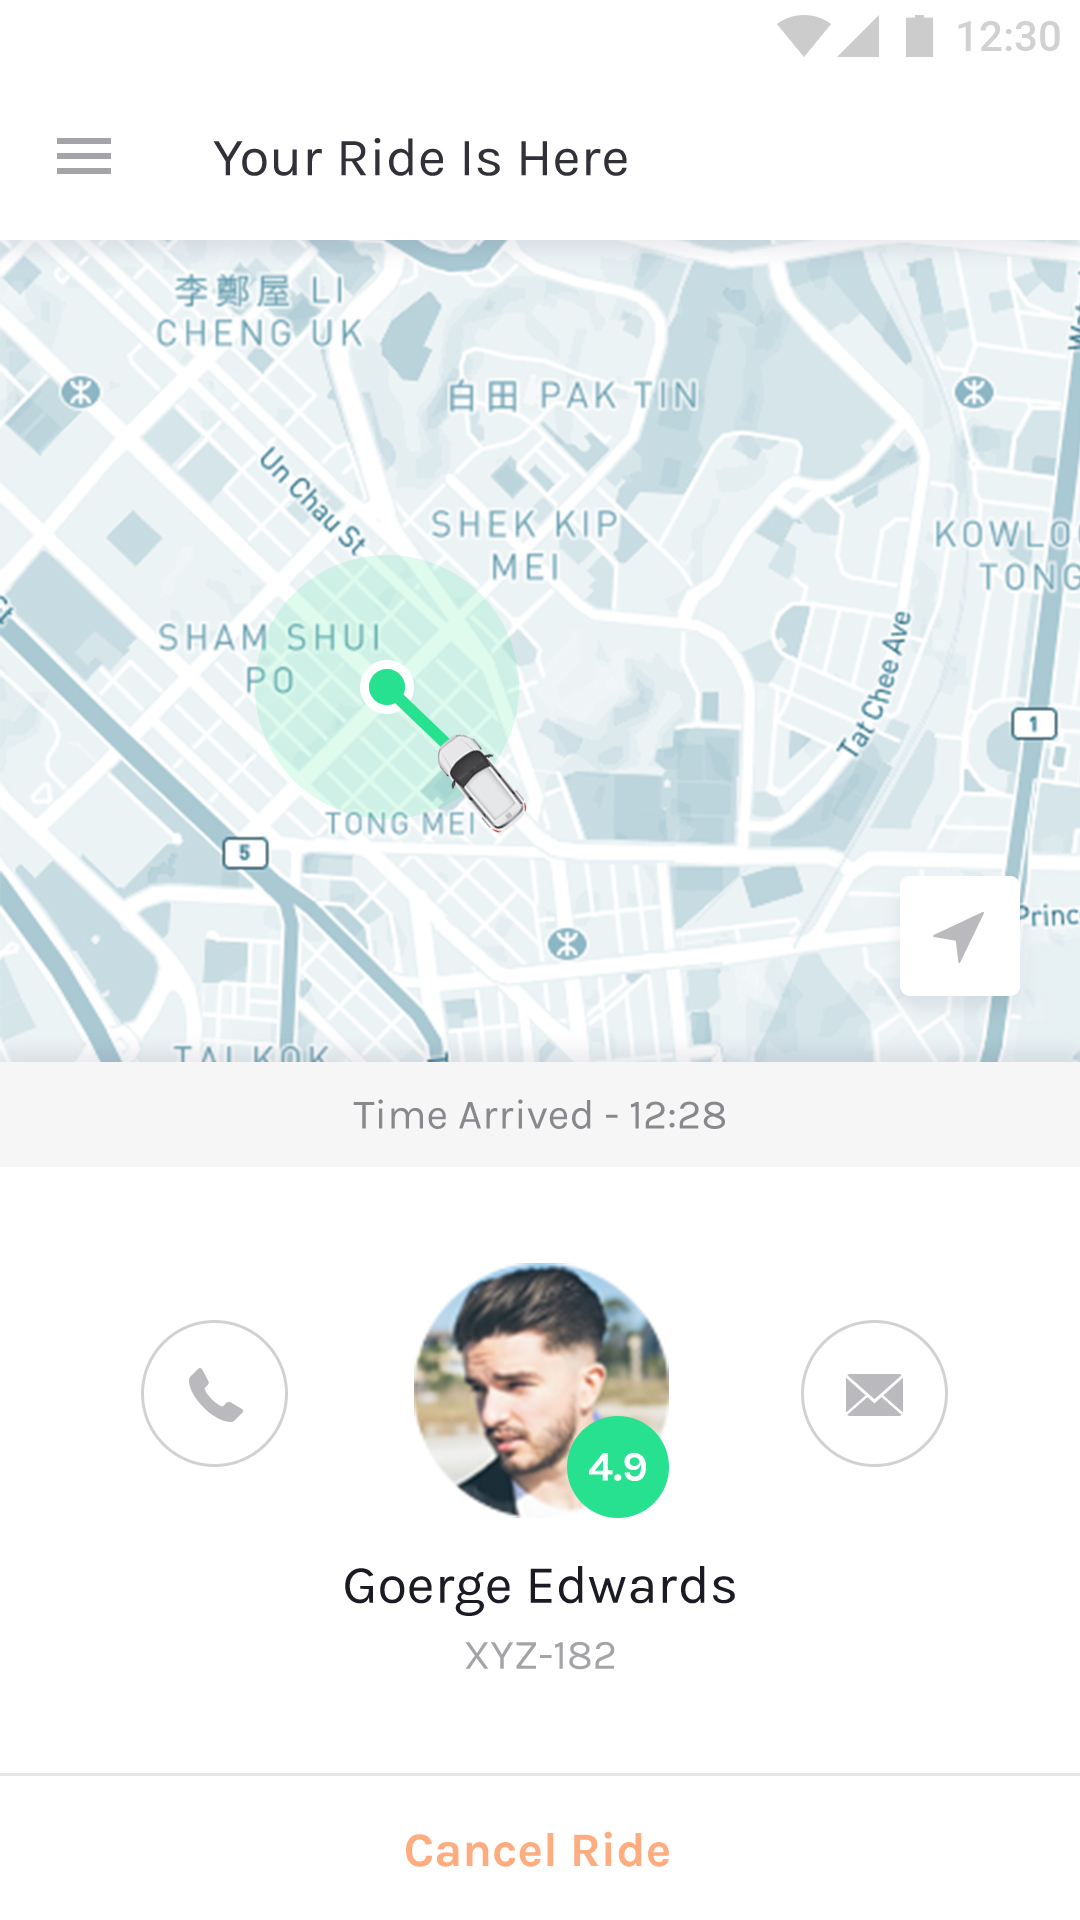 12:30
Your Ride Is Here
李鄭屋 LI
CHENG UK
白田 PAK TIN
Un Chau St
SHEK KIP
MEI
KOWLO
TONG
SHAM SHUI
PO
Tat Chee Ave
1
TONG MEI
5
Princ
TAI KOK
Time Arrived - 12:28
4.9
Goerge Edwards
XYZ-182
Cancel Ride